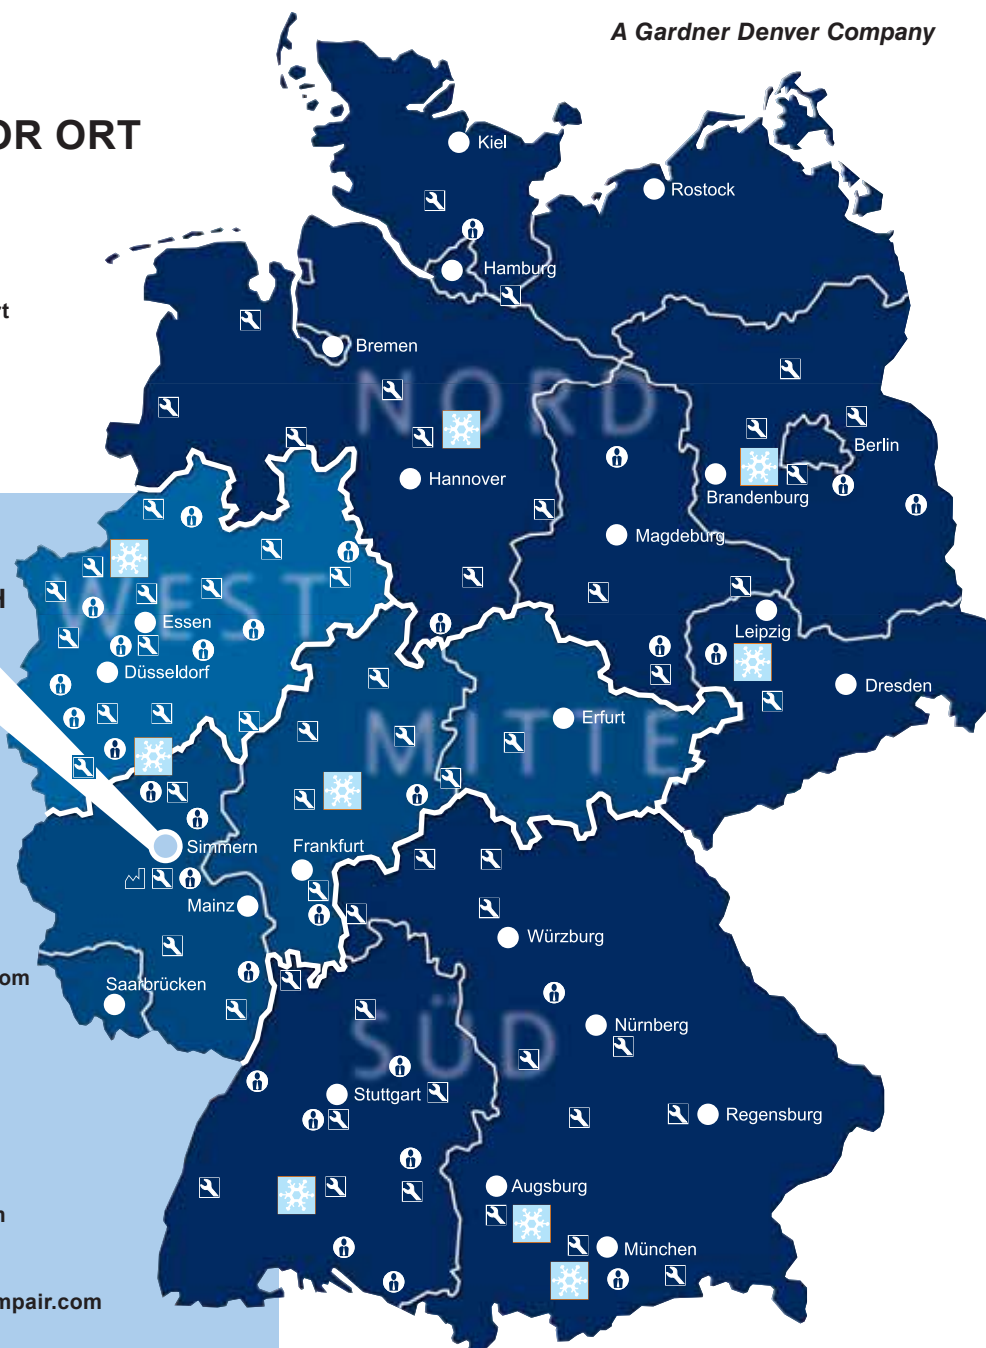 A Gardner Denver Company
OR ORT
Kiel
Rostock
Hamburg
Bremen
NORD
Berlin
Hannover
Brandenburg
Magdeburg
WEST
Essen
Leipzig
Düsseldorf
Dresden
Erfurt
MITTE
Simmern
Frankfurt
Mainz
Würzburg
om
Saarbrücken
Nürnberg
SÜD
Stuttgart
Regensburg
Augsburg
München
mpair.com